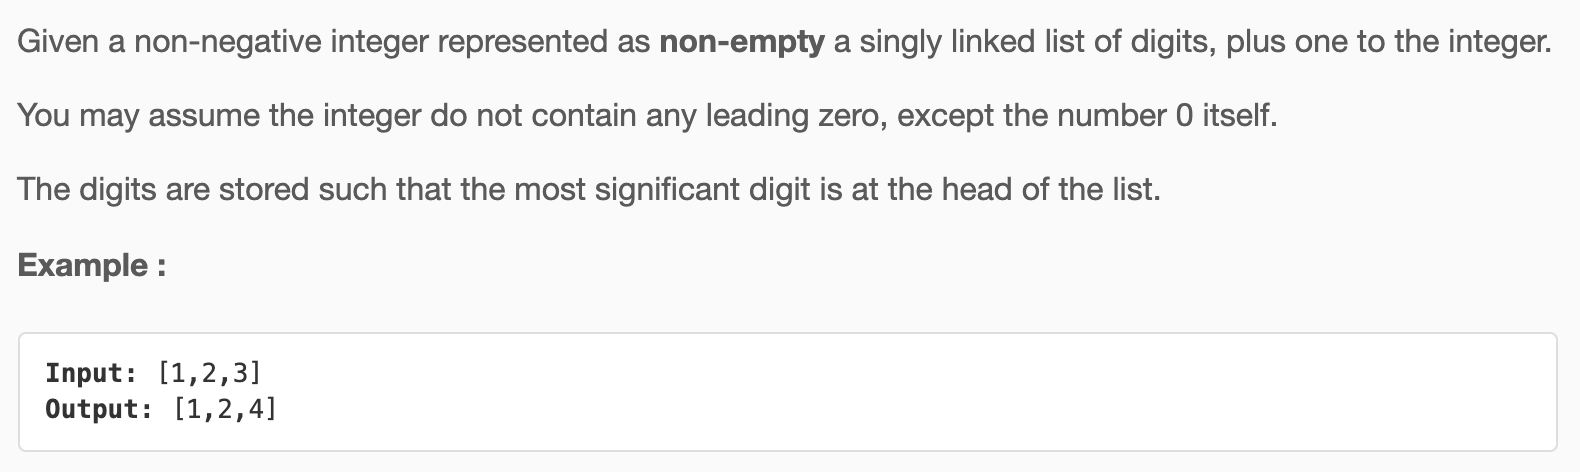 Given a non-negative integer represented as non-empty a singly linked list of digits, plus one to the integer.
You may assume the integer do not contain any leading zero, except the number 0 itself.
The digits are stored such that the most significant digit is at the head of the list.
Example :
Input: [1,2,3]
Output: [1,2,4]